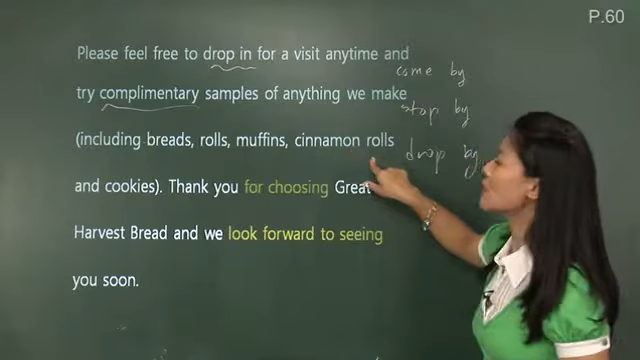 P.60
Please feel free to drop in for a visit anytime and
come by
try complimentary samples of anything we make
stop by
(including breads, rolls, muffins, cinnamon rolls
drop by
and cookies). Thank you for choosing Great
Harvest Bread and we look forward to seeing
you soon.